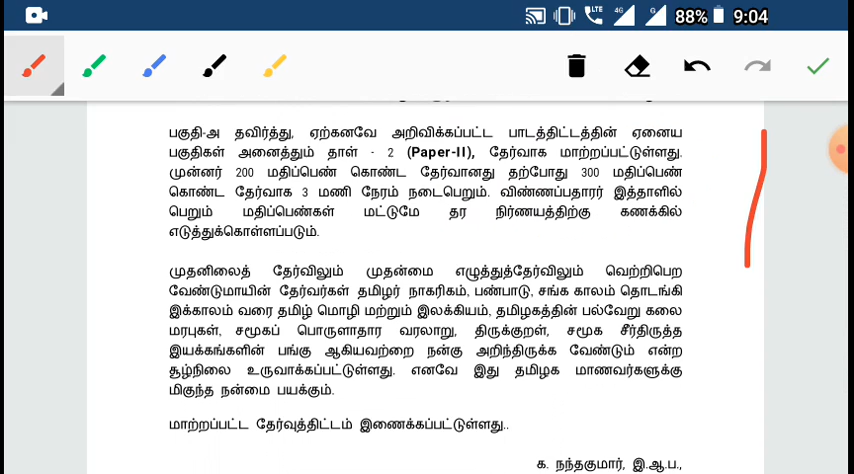 LTE 4G G 88% 9:04
பகுதி-அ தவிர்த்து, ஏற்கனவே அறிவிக்கப்பட்ட பாடத்திட்டத்தின் ஏனைய
பகுதிகள் அனைத்தும் தாள் - 2 (Paper-II), தேர்வாக மாற்றப்பட்டுள்ளது.
முன்னர் 200 மதிப்பெண் கொண்ட தேர்வானது தற்போது 300 மதிப்பெண்
கொண்ட தேர்வாக 3 மணி நேரம் நடைபெறும். விண்ணப்பதாரர் இத்தாளில்
பெறும் மதிப்பெண்கள் மட்டுமே தர நிர்ணயத்திற்கு கணக்கில்
எடுத்துக்கொள்ளப்படும்.
முதனிலைத் தேர்விலும் முதன்மை எழுத்துத்தேர்விலும் வெற்றிபெற
வேண்டுமாயின் தேர்வர்கள் தமிழர் நாகரிகம், பண்பாடு, சங்க காலம் தொடங்கி
இக்காலம் வரை தமிழ் மொழி மற்றும் இலக்கியம், தமிழகத்தின் பல்வேறு கலை
மரபுகள், சமூகப் பொருளாதார வரலாறு, திருக்குறள், சமூக சீர்திருத்த
இயக்கங்களின் பங்கு ஆகியவற்றை நன்கு அறிந்திருக்க வேண்டும் என்ற
சூழ்நிலை உருவாக்கப்பட்டுள்ளது. எனவே இது தமிழக மாணவர்களுக்கு
மிகுந்த நன்மை பயக்கும்.
மாற்றப்பட்ட தேர்வுத்திட்டம் இணைக்கப்பட்டுள்ளது..
க. நந்தகுமார், இ.ஆ.ப.,